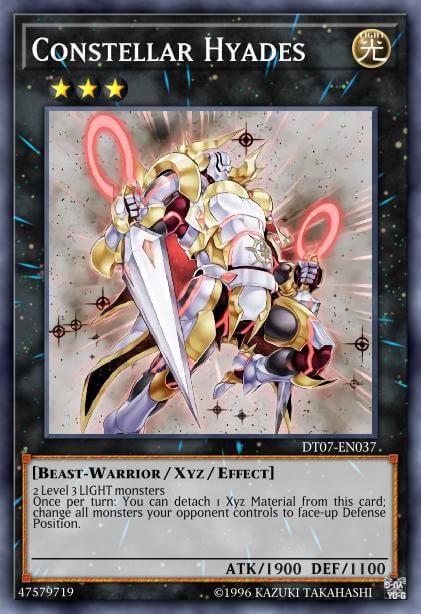 CONSTELLAR HYADES
LIGHT
光
DT07-EN037
[BEAST-WARRIOR / XYZ / EFFECT]
2 Level 3 LIGHT monsters
Once per turn: You can detach 1 Xyz Material from this card;
change all monsters your opponent controls to face-up Defense
Position.
ATK/1900 DEF/1100
47579719
©1996 KAZUKI TAKAHASHI